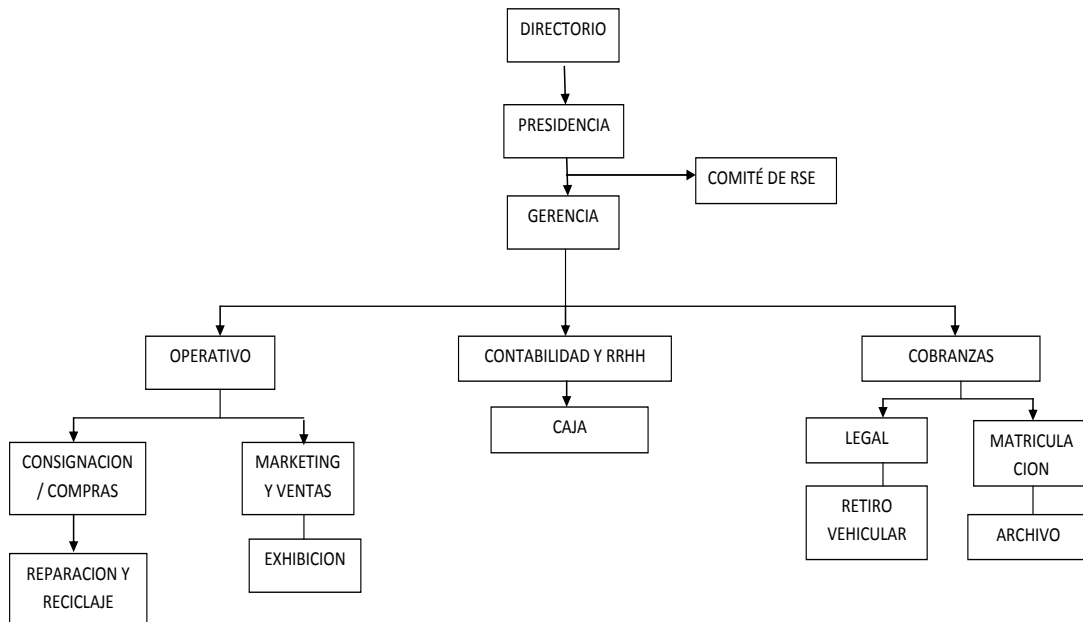 DIRECTORIO
PRESIDENCIA
COMITÉ DE RSE
GERENCIA
OPERATIVO
CONTABILIDAD Y RRHH
COBRANZAS
CAJA
LEGAL
MATRICULA
CION
CONSIGNACION
/ COMPRAS
MARKETING
Y VENTAS
RETIRO
VEHICULAR
ARCHIVO
EXHIBICION
REPARACION Y
RECICLAJE